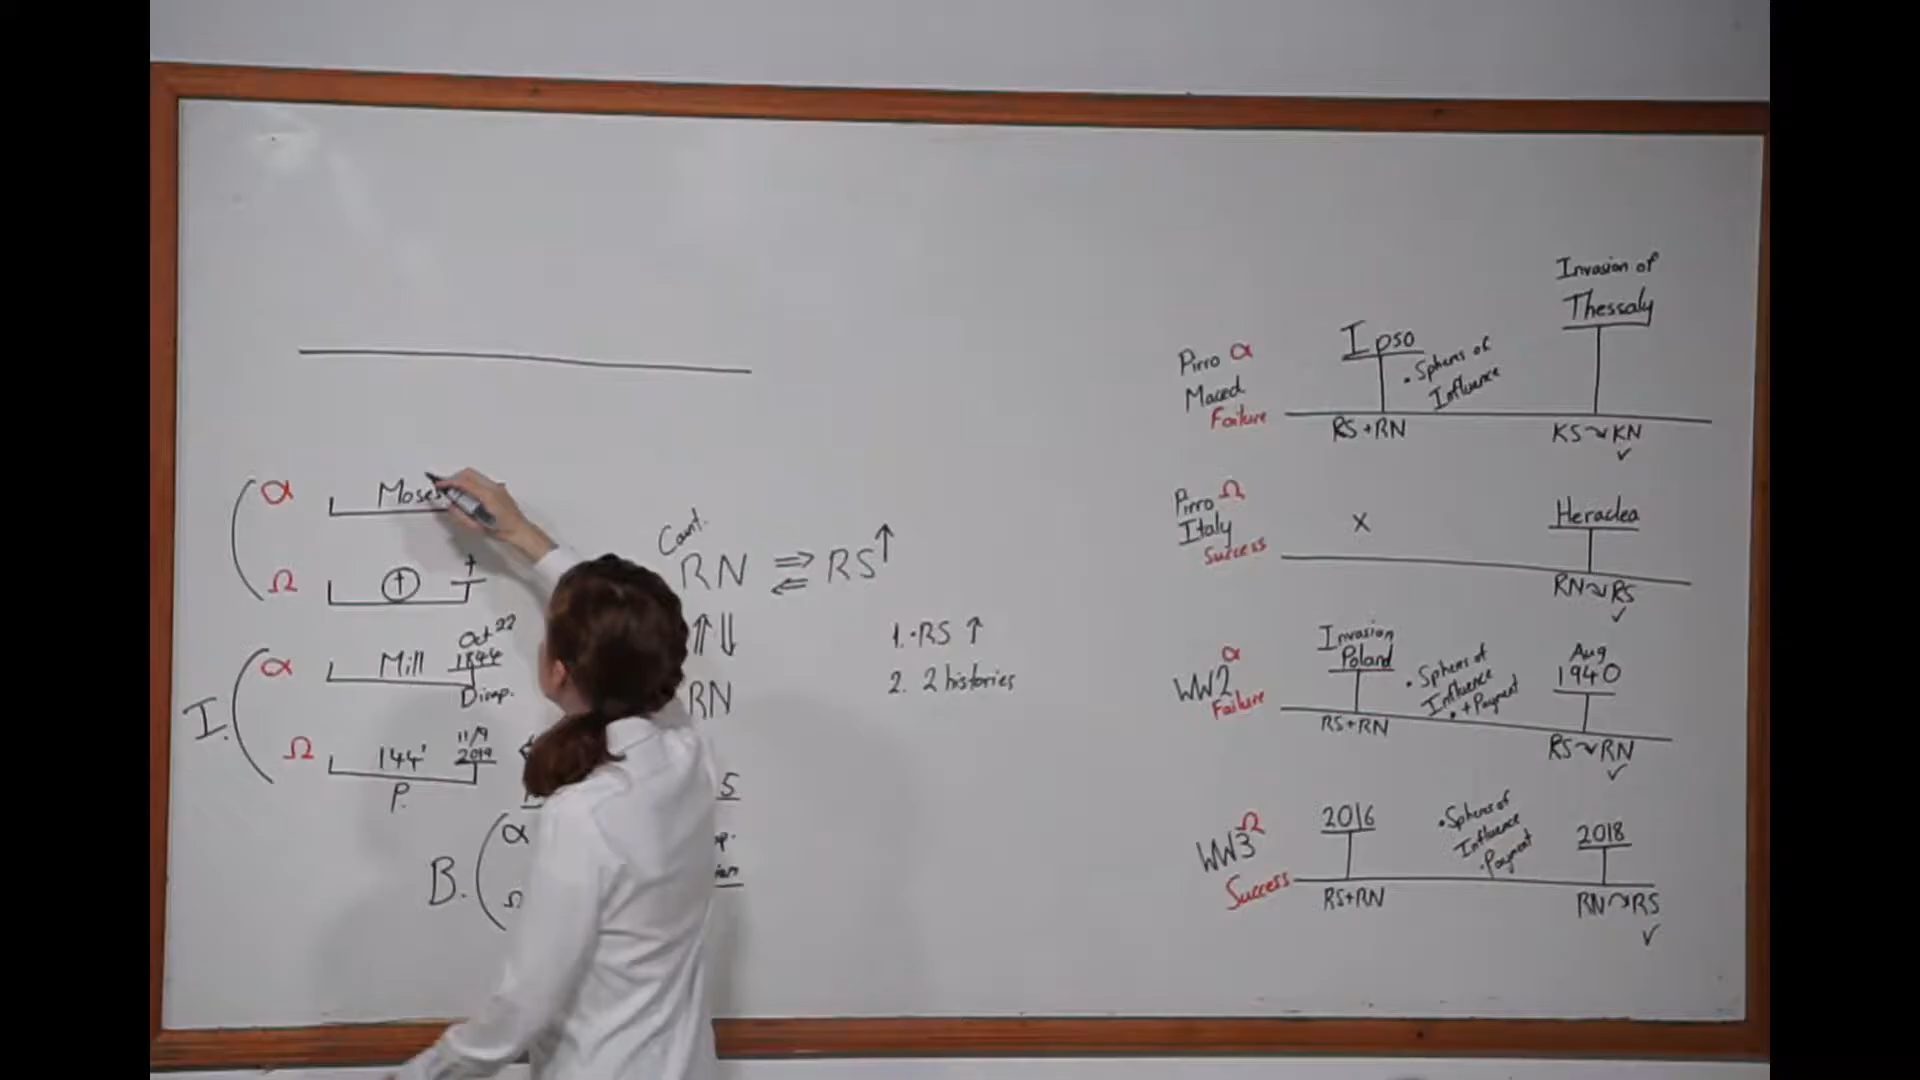 α Moses
Ω
I.
α Mill Oct 22
1844
Disap.
Ω 144' 11/9
2019
P.
B.
α
Ω
Count.
RN ⇒ RS ↑
⇐
⇑ ⇓
RN
5
1. · RS ↑
2. 2 histories
Invasion of
Thessaly
Pirro α
Maced
Failure
Ipso
• Spheres of
Influence
RS + RN
KS KN
✓
Pirro Ω
Italy
Success
X
Heraclea
RN RS
✓
α
WW2
Failure
Invasion
Poland
• Spheres of
Influence
• + Payment
Aug
1940
RS+RN
RS RN
✓
Ω
WW3
Success
2016
• Spheres of
Influence
• Payment
2018
RS+RN
RN RS
✓